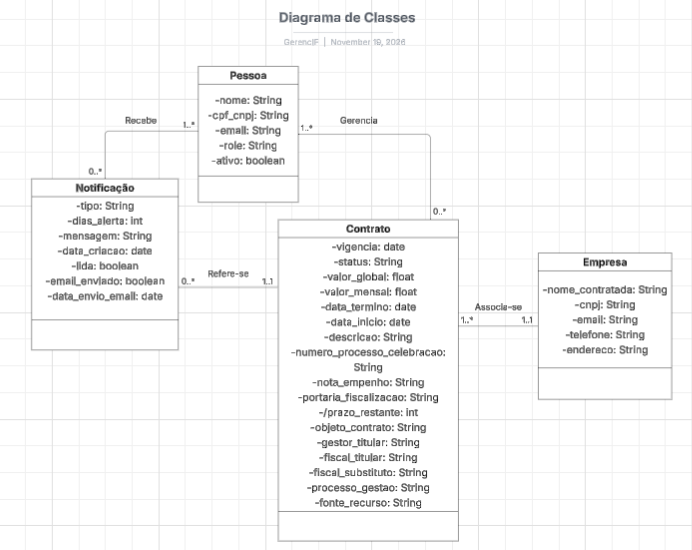 Diagrama de Classes
GerenciF | November 19, 2026
Pessoa
-nome: String
-cpf_cnpj: String
-email: String
-role: String
-ativo: boolean
Recebe
1..*
0..*
1..*
Gerencia
0..*
Notificação
-tipo: String
-dias_alerta: int
-mensagem: String
-data_criacao: date
-lida: boolean
-email_enviado: boolean
-data_envio_email: date
0..*
Refere-se
1..1
Contrato
-vigencia: date
-status: String
-valor_global: float
-valor_mensal: float
-data_termino: date
-data_inicio: date
-descricao: String
-numero_processo_celebracao:
String
-nota_empenho: String
-portaria_fiscalizacao: String
-/prazo_restante: int
-objeto_contrato: String
-gestor_titular: String
-fiscal_titular: String
-fiscal_substituto: String
-processo_gestao: String
-fonte_recurso: String
Associa-se
1..*
1..1
Empresa
-nome_contratada: String
-cnpj: String
-email: String
-telefone: String
-endereco: String